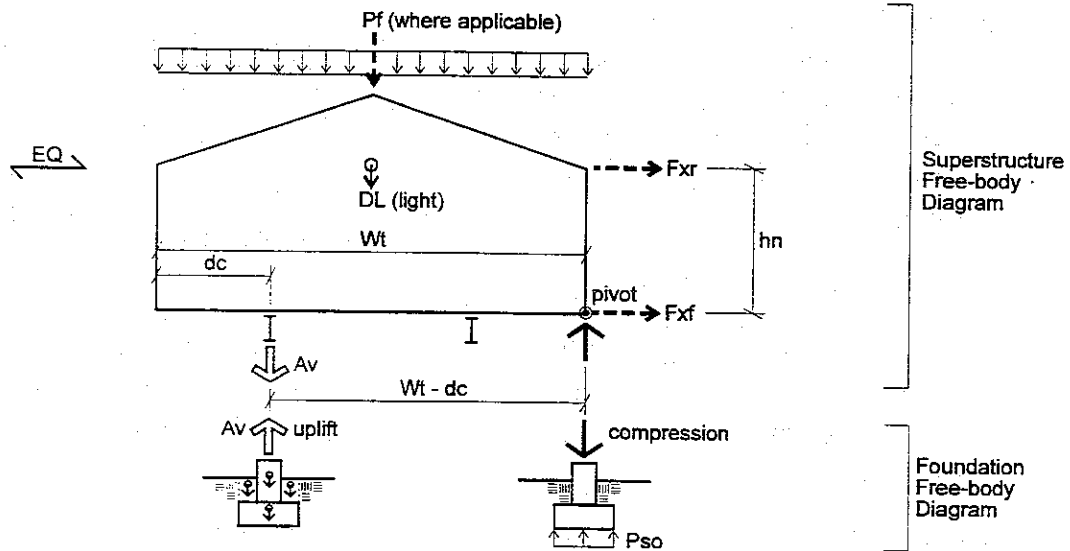 Pf (where applicable)
EQ
Fxr
DL (light)
Wt
hn
dc
pivot
Fxf
Superstructure
Free-body
Diagram
Av
Wt - dc
Av uplift
compression
Foundation
Free-body
Diagram
Pso